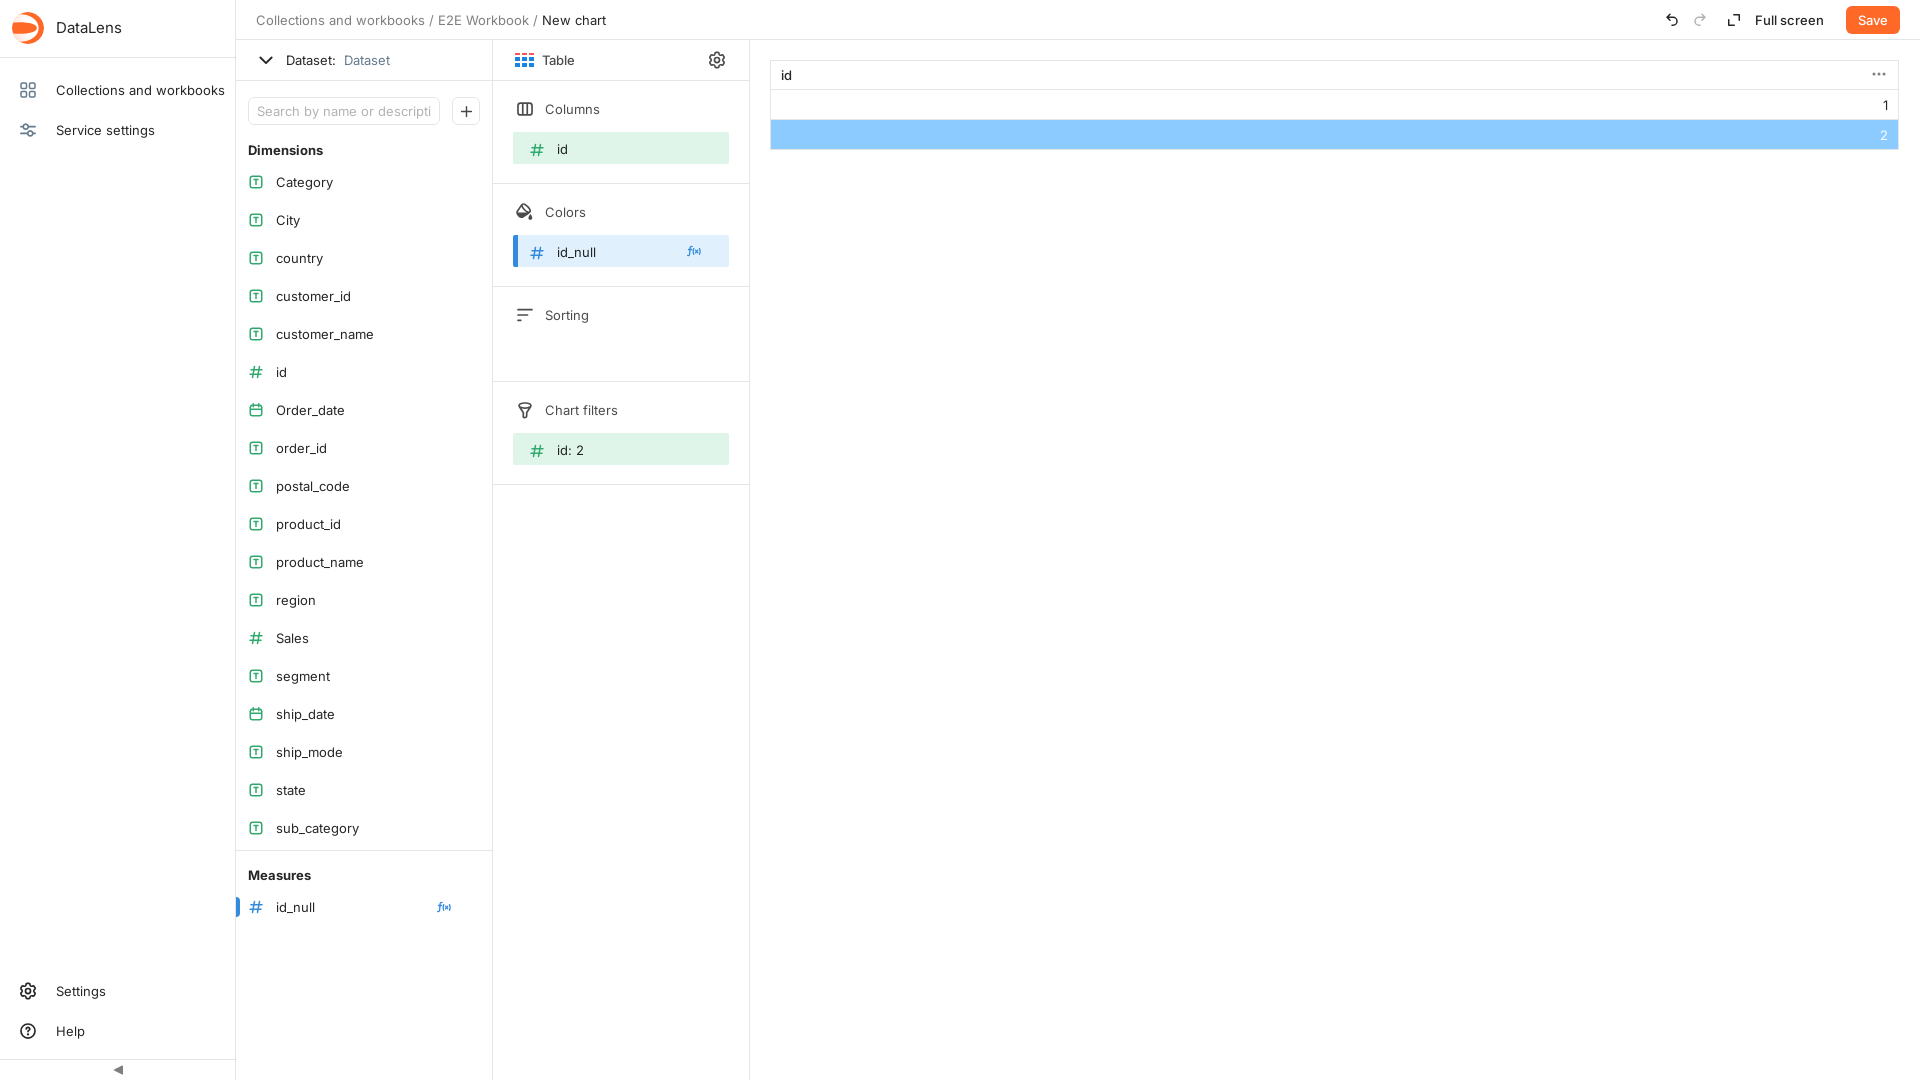 DataLens
Collections and workbooks
Service settings
Settings
Help
Collections and workbooks / E2E Workbook / New chart
Full screen
Save
Dataset: Dataset
Search by name or descripti
Dimensions
Category
City
country
customer_id
customer_name
id
Order_date
order_id
postal_code
product_id
product_name
region
Sales
segment
ship_date
ship_mode
state
sub_category
Measures
id_null
Table
Columns
id
Colors
id_null
Sorting
Chart filters
id: 2
id
1
2